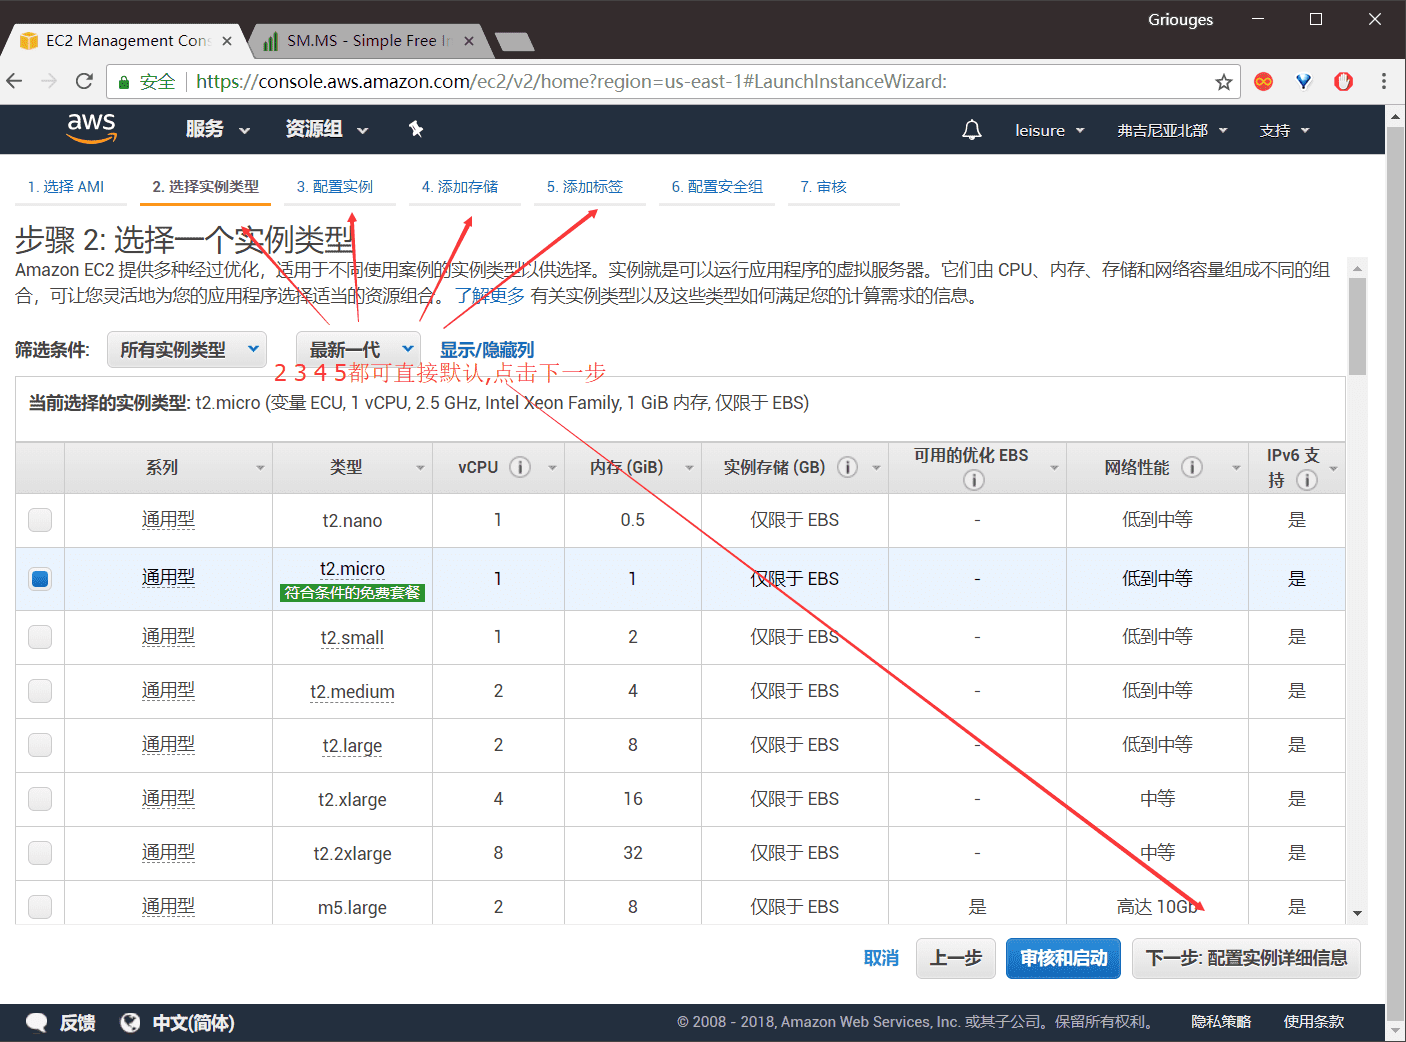 Griouges
EC2 Management Cons
SM.MS - Simple Free I
安全 https://console.aws.amazon.com/ec2/v2/home?region=us-east-1#LaunchInstanceWizard:
aws 服务 资源组 leisure 弗吉尼亚北部 支持
1. 选择 AMI 2. 选择实例类型 3. 配置实例 4. 添加存储 5. 添加标签 6. 配置安全组 7. 审核
步骤 2: 选择一个实例类型
Amazon EC2 提供多种经过优化，适用于不同使用案例的实例类型以供选择。实例就是可以运行应用程序的虚拟服务器。它们由 CPU、内存、存储和网络容量组成不同的组
合，可让您灵活地为您的应用程序选择适当的资源组合。 了解更多 有关实例类型以及这些类型如何满足您的计算需求的信息。
筛选条件: 所有实例类型 最新一代 显示/隐藏列
2 3 4 5都可直接默认,点击下一步
当前选择的实例类型: t2.micro (变量 ECU, 1 vCPU, 2.5 GHz, Intel Xeon Family, 1 GiB 内存, 仅限于 EBS)
系列 类型 vCPU 内存 (GiB) 实例存储 (GB) 可用的优化 EBS 网络性能 IPv6 支持
通用型 t2.nano 1 0.5 仅限于 EBS - 低到中等 是
通用型 t2.micro 符合条件的免费套餐 1 1 仅限于 EBS - 低到中等 是
通用型 t2.small 1 2 仅限于 EBS - 低到中等 是
通用型 t2.medium 2 4 仅限于 EBS - 低到中等 是
通用型 t2.large 2 8 仅限于 EBS - 低到中等 是
通用型 t2.xlarge 4 16 仅限于 EBS - 中等 是
通用型 t2.2xlarge 8 32 仅限于 EBS - 中等 是
通用型 m5.large 2 8 仅限于 EBS 是 高达 10Gb 是
取消 上一步 审核和启动 下一步: 配置实例详细信息
反馈 中文(简体) © 2008 - 2018, Amazon Web Services, Inc. 或其子公司。保留所有权利。 隐私策略 使用条款